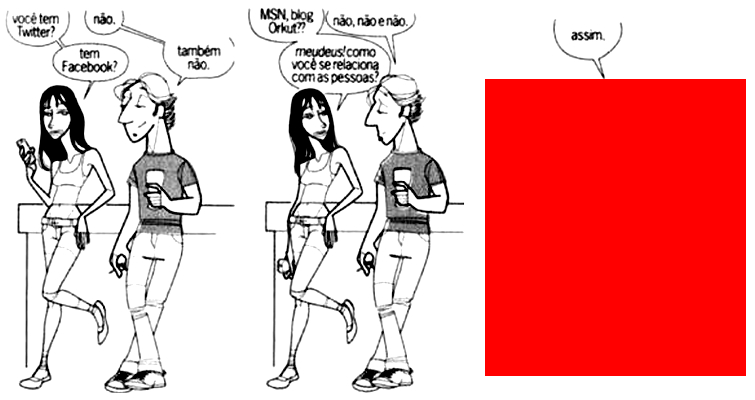 você tem
Twitter?
não.
tem
Facebook?
também
não.
MSN, blog
Orkut??
não, não e não.
meudeus! como
você se relaciona
com as pessoas?
assim.